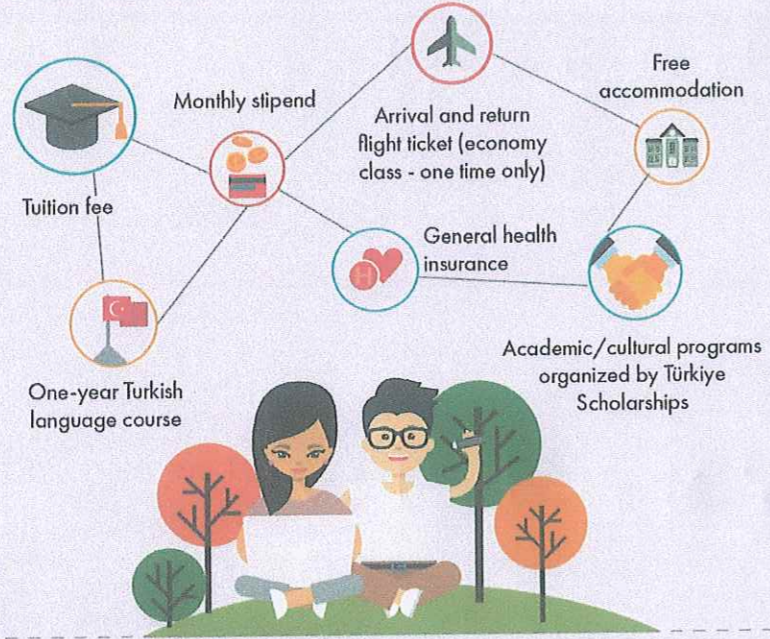 Tuition fee
Monthly stipend
Arrival and return
flight ticket (economy
class - one time only)
Free
accommodation
One-year Turkish
language course
General health
insurance
H
Academic/cultural programs
organized by Türkiye
Scholarships